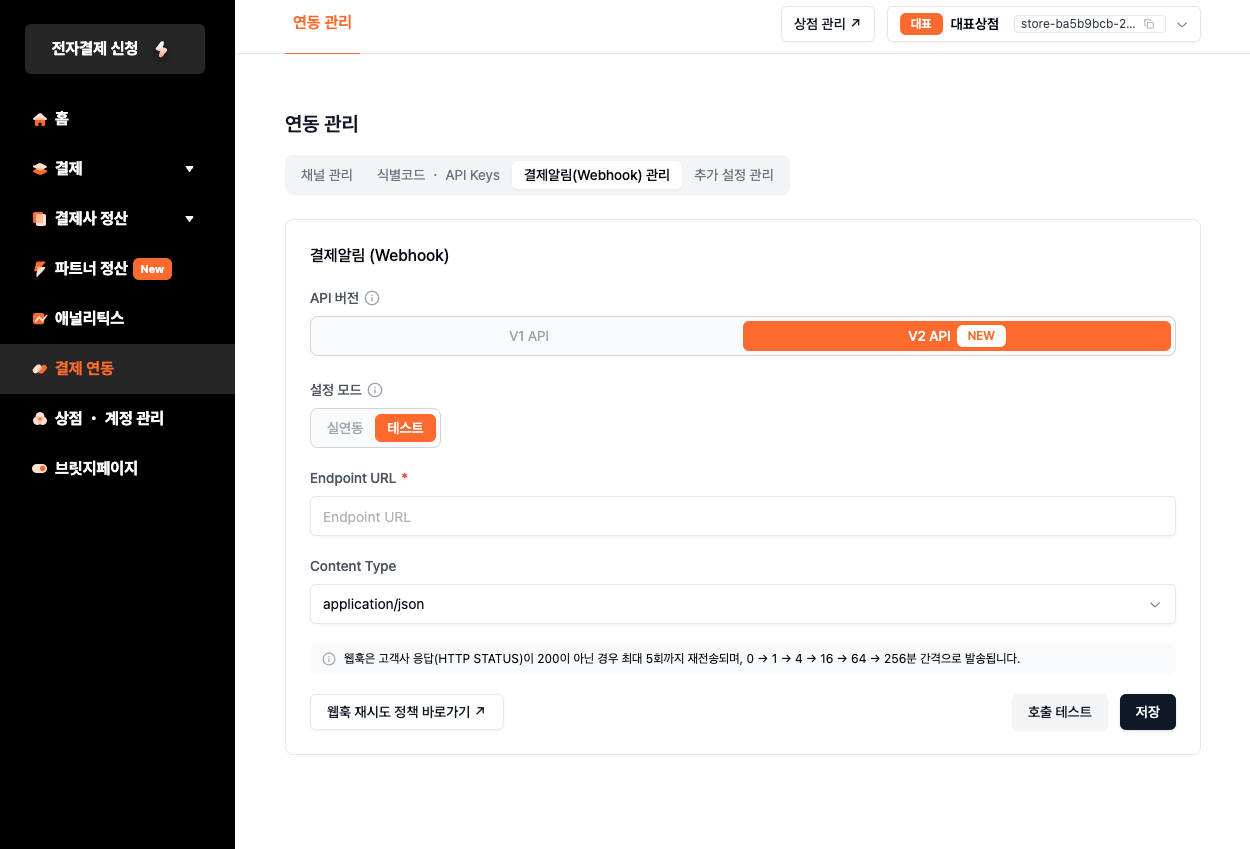 전자결제 신청
홈
결제
결제사 정산
파트너 정산 New
애널리틱스
결제 연동
상점 · 계정 관리
브릿지페이지
연동 관리
상점 관리
대표 대표상점 store-ba5b9bcb-2...
연동 관리
채널 관리 식별코드 · API Keys 결제알림(Webhook) 관리 추가 설정 관리
결제알림 (Webhook)
API 버전
V1 API V2 API NEW
설정 모드
실연동 테스트
Endpoint URL *
Endpoint URL
Content Type
application/json
웹훅은 고객사 응답(HTTP STATUS)이 200이 아닌 경우 최대 5회까지 재전송되며, 0 → 1 → 4 → 16 → 64 → 256분 간격으로 발송됩니다.
웹훅 재시도 정책 바로가기 호출 테스트 저장